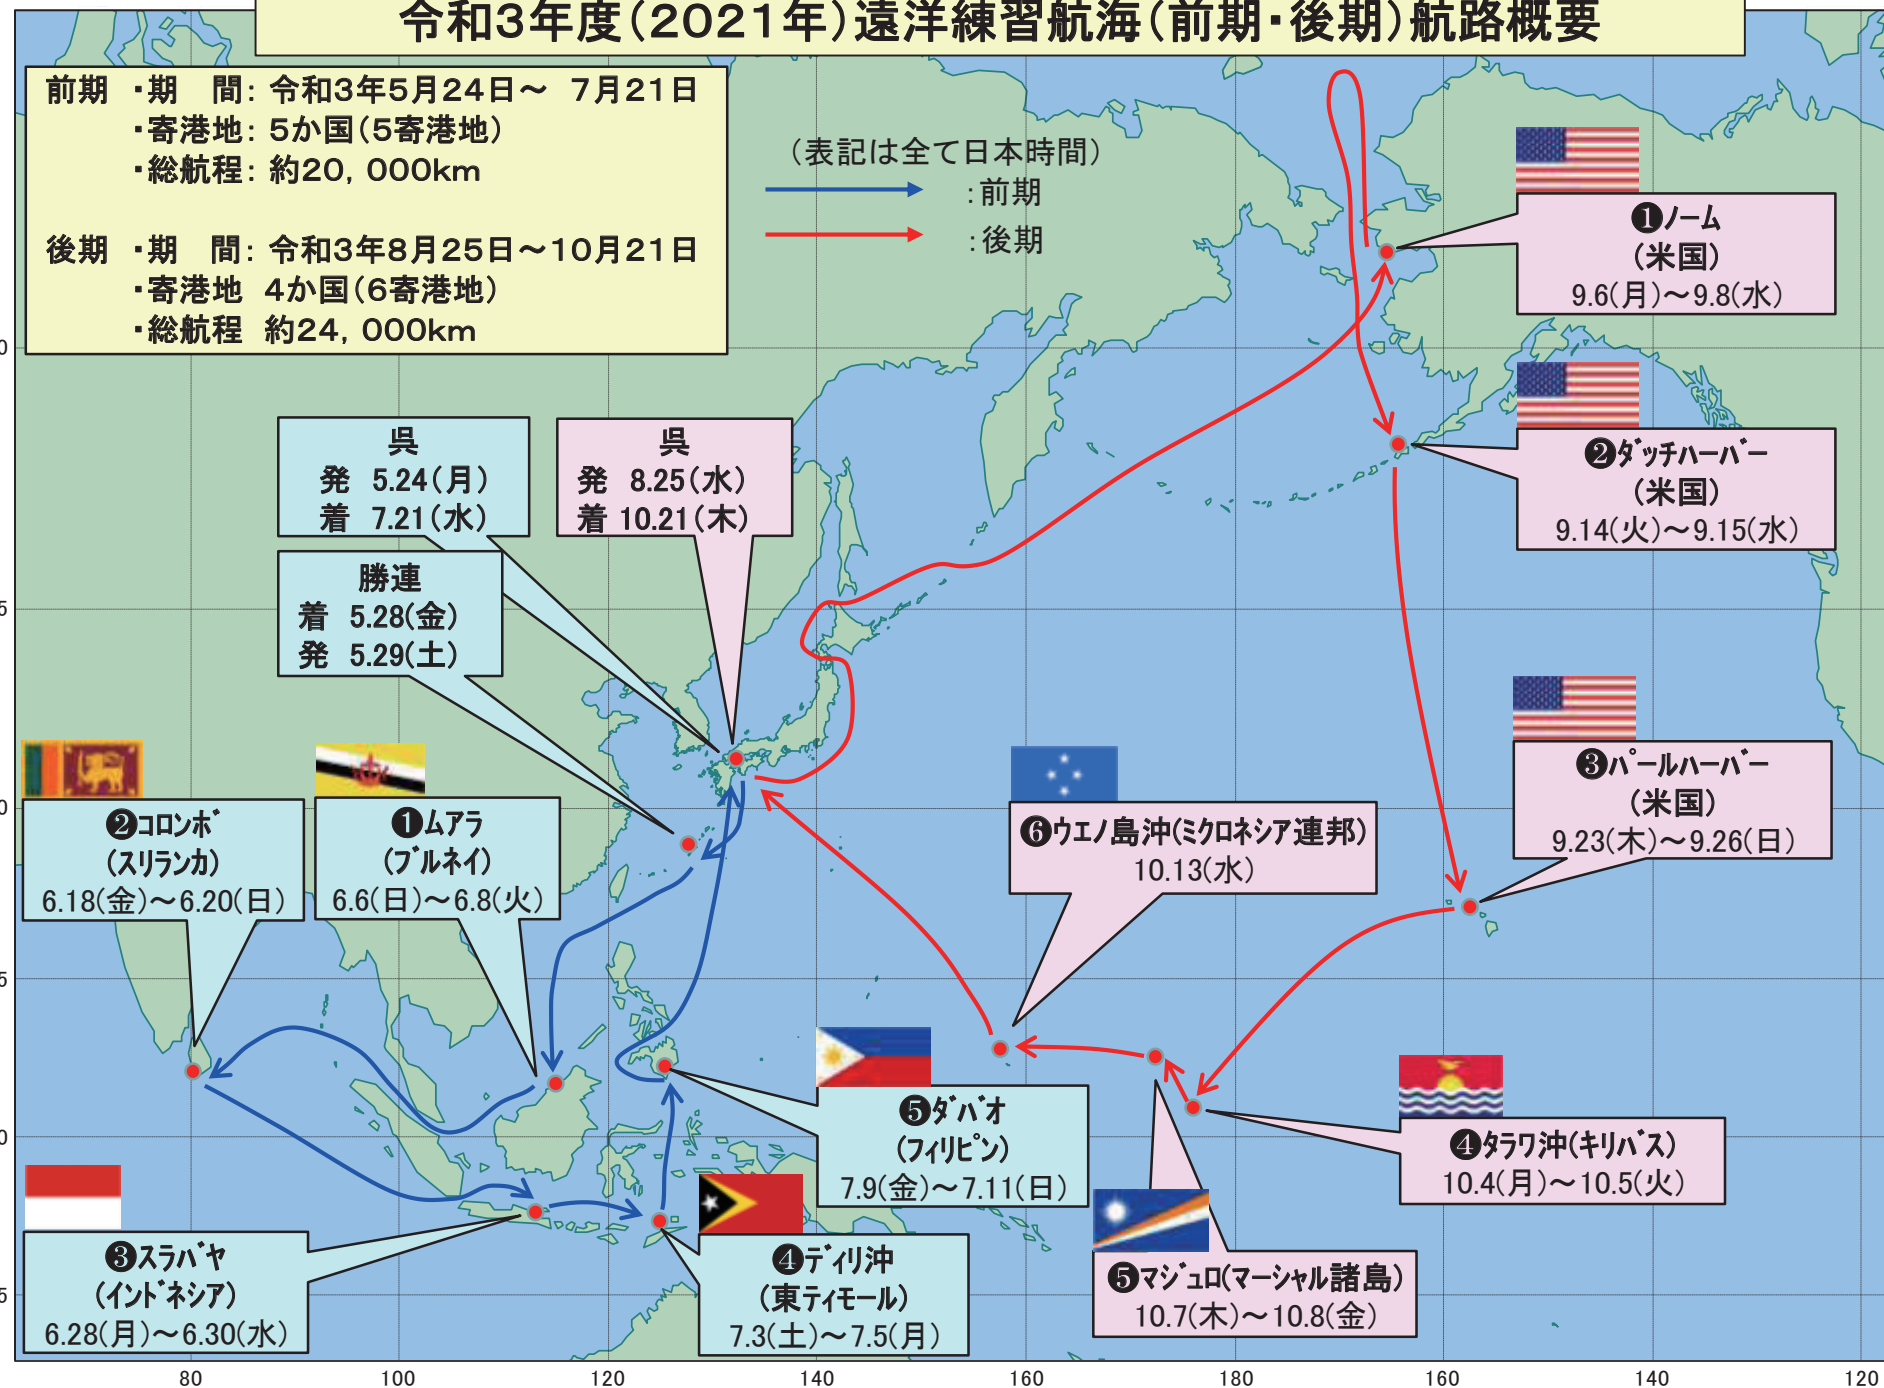 令和3年度(2021年)遠洋練習航海(前期・後期)航路概要
前期 ・期 間: 令和3年5月24日～ 7月21日
・寄港地: 5か国(5寄港地)
・総航程: 約20, 000km
後期 ・期 間: 令和3年8月25日～10月21日
・寄港地 4か国(6寄港地)
・総航程 約24, 000km
(表記は全て日本時間)
:前期
:後期
❶ノーム
(米国)
9.6(月)～9.8(水)
❷ﾀﾞｯﾁﾊｰﾊﾞｰ
(米国)
9.14(火)～9.15(水)
呉
発 5.24(月)
着 7.21(水)
呉
発 8.25(水)
着 10.21(木)
勝連
着 5.28(金)
発 5.29(土)
❸ﾊﾟｰﾙﾊｰﾊﾞｰ
(米国)
9.23(木)～9.26(日)
❷ｺﾛﾝﾎﾞ
(ｽﾘﾗﾝｶ)
6.18(金)～6.20(日)
❶ムアラ
(ﾌﾞﾙﾈｲ)
6.6(日)～6.8(火)
❻ウエノ島沖(ﾐｸﾛﾈｼｱ連邦)
10.13(水)
❺ﾀﾞﾊﾞｵ
(ﾌｨﾘﾋﾟﾝ)
7.9(金)～7.11(日)
❹ﾀﾗﾜ沖(ｷﾘﾊﾞｽ)
10.4(月)～10.5(火)
❸ｽﾗﾊﾞﾔ
(ｲﾝﾄﾞﾈｼｱ)
6.28(月)～6.30(水)
❹ﾃﾞｨﾘ沖
(東ティモール)
7.3(土)～7.5(月)
❺ﾏｼﾞｭﾛ(ﾏｰｼｬﾙ諸島)
10.7(木)～10.8(金)
0
5
0
5
0
5
80 100 120 140 160 180 160 140 120